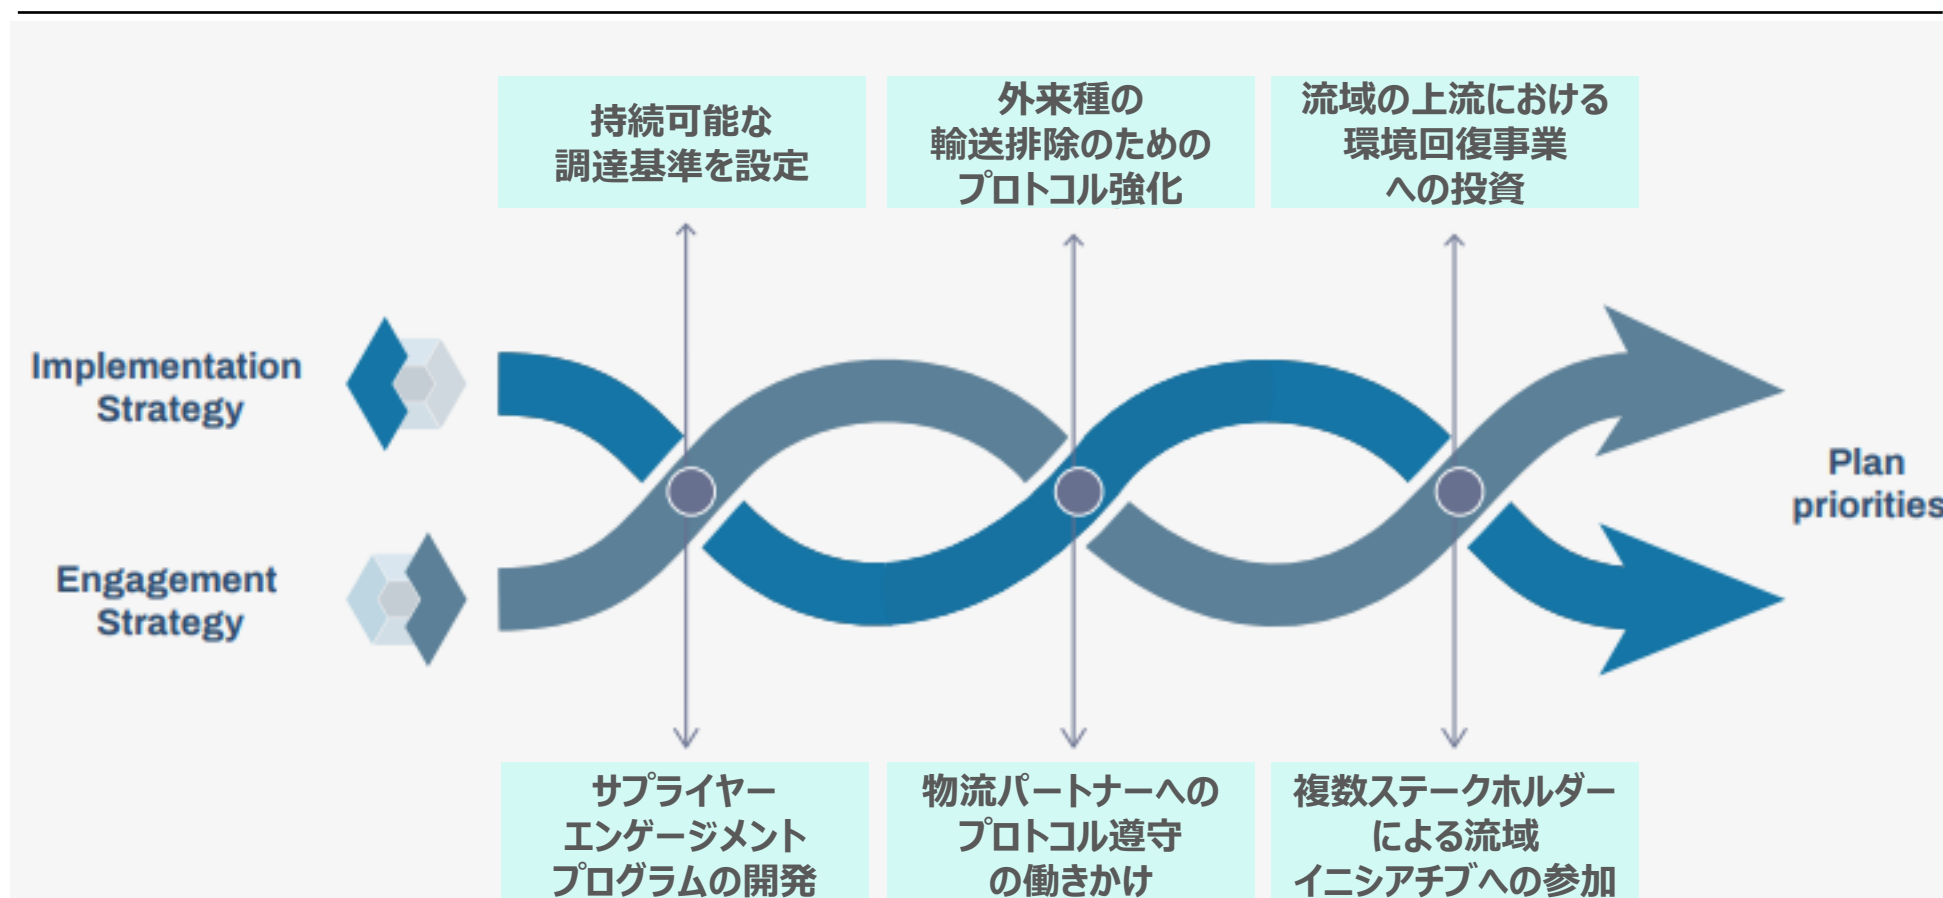 持続可能な
調達基準を設定
外来種の
輸送排除のための
プロトコル強化
流域の上流における
環境回復事業
への投資
Implementation
Strategy
Engagement
Strategy
Plan
priorities
サプライヤー
エンゲージメント
プログラムの開発
物流パートナーへの
プロトコル遵守
の働きかけ
複数ステークホルダー
による流域
イニシアチブへの参加